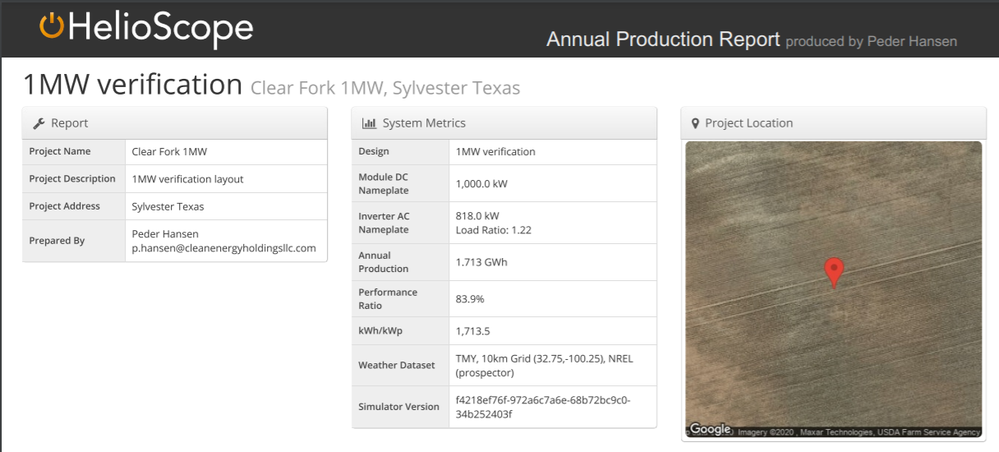 HelioScope
Annual Production Report produced by Peder Hansen
1MW verification Clear Fork 1MW, Sylvester Texas
Report
Project Name Clear Fork 1MW
Project Description 1MW verification layout
Project Address Sylvester Texas
Prepared By Peder Hansen
p.hansen@cleanenergyholdingsllc.com
System Metrics
Design 1MW verification
Module DC
Nameplate
1,000.0 kW
Inverter AC
Nameplate
818.0 kW
Load Ratio: 1.22
Annual
Production
1.713 GWh
Performance
Ratio
83.9%
kWh/kWp 1,713.5
Weather Dataset
TMY, 10km Grid (32.75,-100.25), NREL
(prospector)
Simulator Version
f4218ef76f-972a6c7a6e-68b72bc9c0-
34b252403f
Project Location
Google Imagery ©2020 , Maxar Technologies, USDA Farm Service Agency